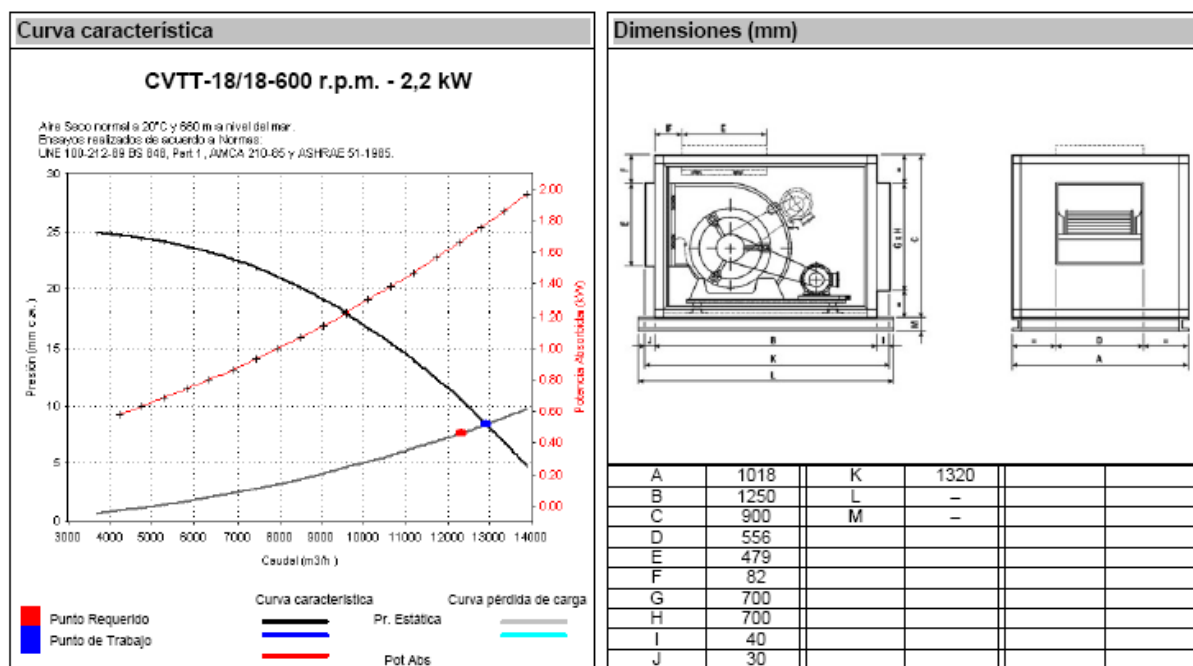 Curva característica
CVTT-18/18-600 r.p.m. - 2,2 kW
Aire Seco normal a 20°C y 660 m a nivel del mar.
Ensayos realizados de acuerdo a Normas:
UNE 100-212-89 BS 848, Part 1, AMCA 210-85 y ASHRAE 51-1985.
Presión (mm c.a.)
30
25
20
15
10
5
0
3000 4000 5000 6000 7000 8000 9000 10000 11000 12000 13000 14000
Caudal (m3/h )
2.00
1.80
1.60
1.40
1.20
1.00
0.80
0.60
0.40
0.20
0.00
Potencia Absorbida (kW)
Curva característica Curva pérdida de carga
Punto Requerido Pr. Estática
Punto de Trabajo
Pot Abs
Dimensiones (mm)
F E
F E
G x H C
M
J B I
K
L
= D =
A
A 1018 K 1320
B 1250 L –
C 900 M –
D 556
E 479
F 82
G 700
H 700
I 40
J 30